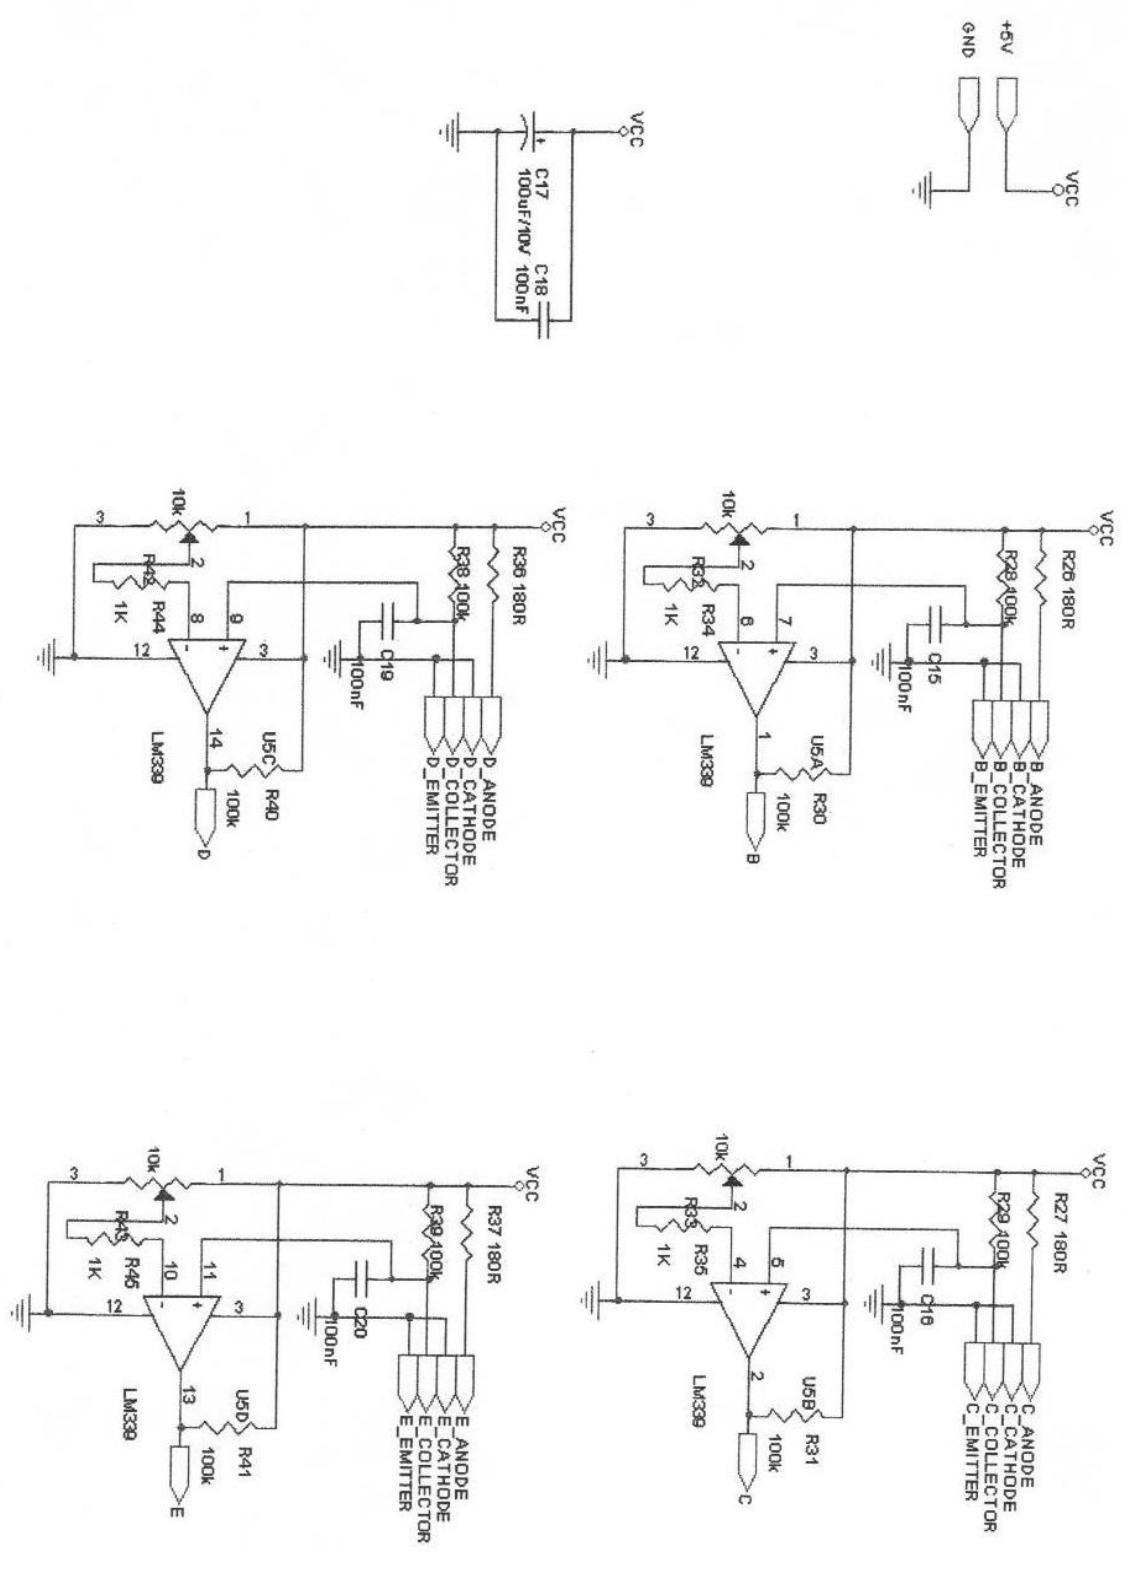 +5V
GND
VCC
VCC
C17
100uF/10V
C18
100nF
VCC
R26 180R
R28 100k
10k
1
2
3
R32
R34
1K
6
7
C15
100nF
12
3
1
U5A
R30
100k
LM339
B_ANODE
B_CATHODE
B_COLLECTOR
B_EMITTER
B
VCC
R27 180R
R29 100k
10k
1
2
3
R33
R35
1K
4
5
C16
100nF
12
3
2
U5B
R31
100k
LM339
C_ANODE
C_CATHODE
C_COLLECTOR
C_EMITTER
C
VCC
R36 180R
R38 100k
10k
1
2
3
R42
R44
1K
8
9
C19
100nF
12
3
14
U5C
R40
100k
LM339
D_ANODE
D_CATHODE
D_COLLECTOR
D_EMITTER
D
VCC
R37 180R
R39 100k
10k
1
2
3
R43
R45
1K
10
11
C20
100nF
12
3
13
U5D
R41
100k
LM339
E_ANODE
E_CATHODE
E_COLLECTOR
E_EMITTER
E